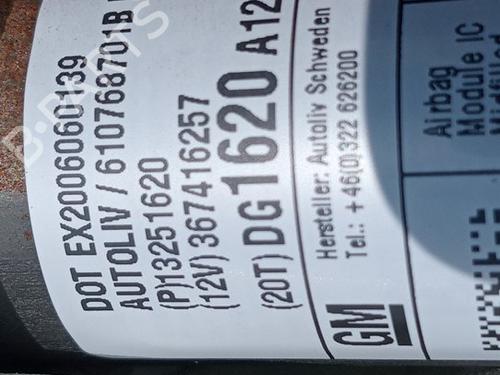 DOT EX2006060139
AUTOLIV / 610768701B
(P)13251620
(12V) 367416257
(20T) DG1620 A12
Hersteller: Autoliv Schweden
Tel.: +46(0)322 626200
GM
Airbag
Module IC
B-PARTS